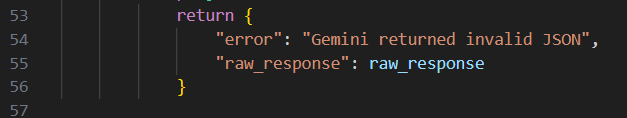 53 return {
54 "error": "Gemini returned invalid JSON",
55 "raw_response": raw_response
56 }
57